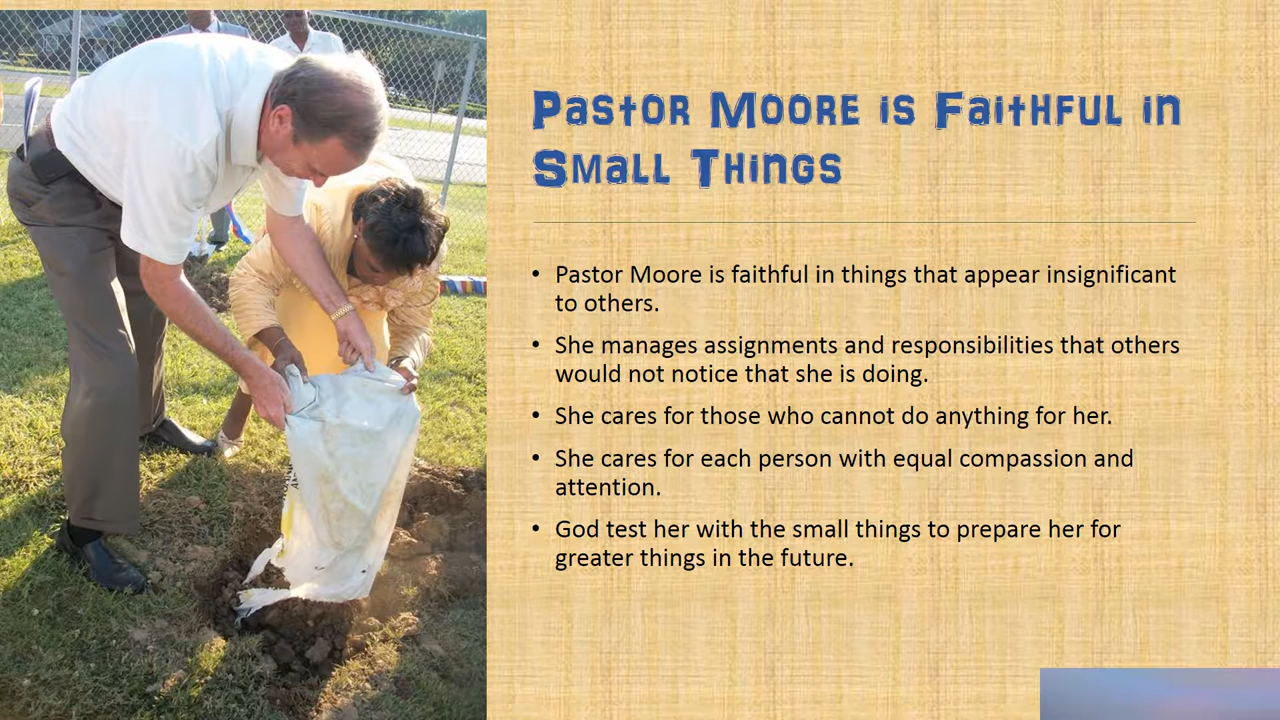 Pastor Moore is Faithful in
Small Things
• Pastor Moore is faithful in things that appear insignificant
to others.
• She manages assignments and responsibilities that others
would not notice that she is doing.
• She cares for those who cannot do anything for her.
• She cares for each person with equal compassion and
attention.
• God test her with the small things to prepare her for
greater things in the future.